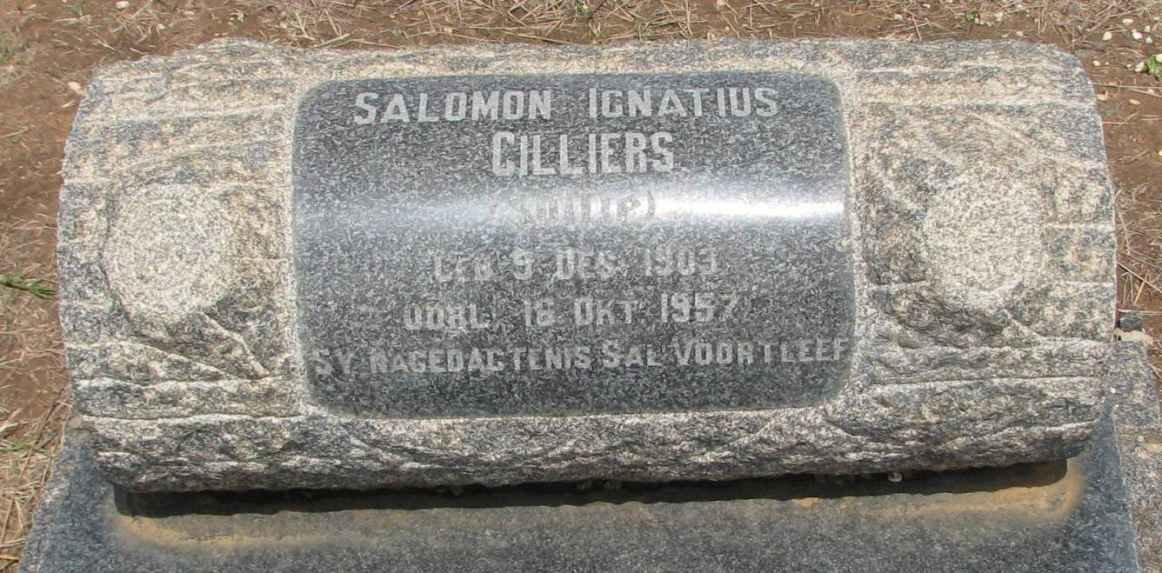 SALOMON IGNATIUS
CILLIERS
GEB 9 DES 1903
OORL. 16 OKT 1957
SY NAGEDAGTENIS SAL VOORTLEEF